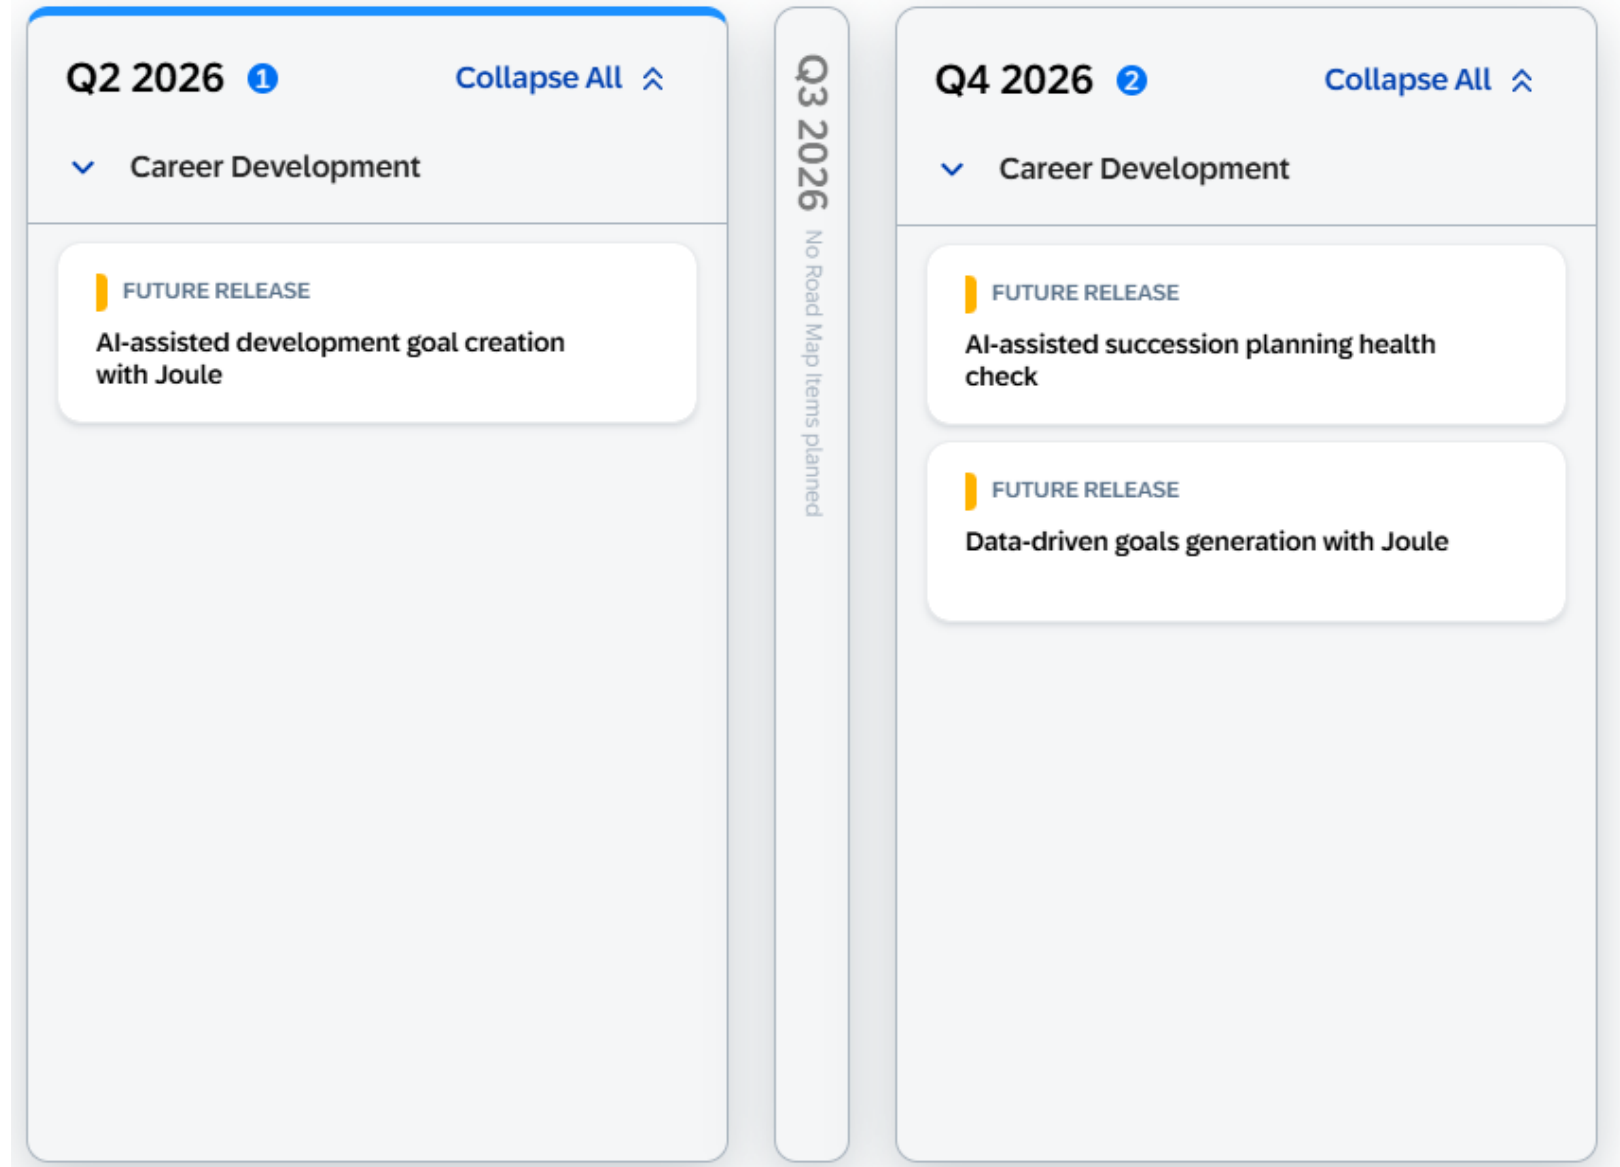 Q2 2026 1 Collapse All
Career Development
FUTURE RELEASE
AI-assisted development goal creation
with Joule
Q3 2026 No Road Map Items planned
Q4 2026 2 Collapse All
Career Development
FUTURE RELEASE
AI-assisted succession planning health
check
FUTURE RELEASE
Data-driven goals generation with Joule